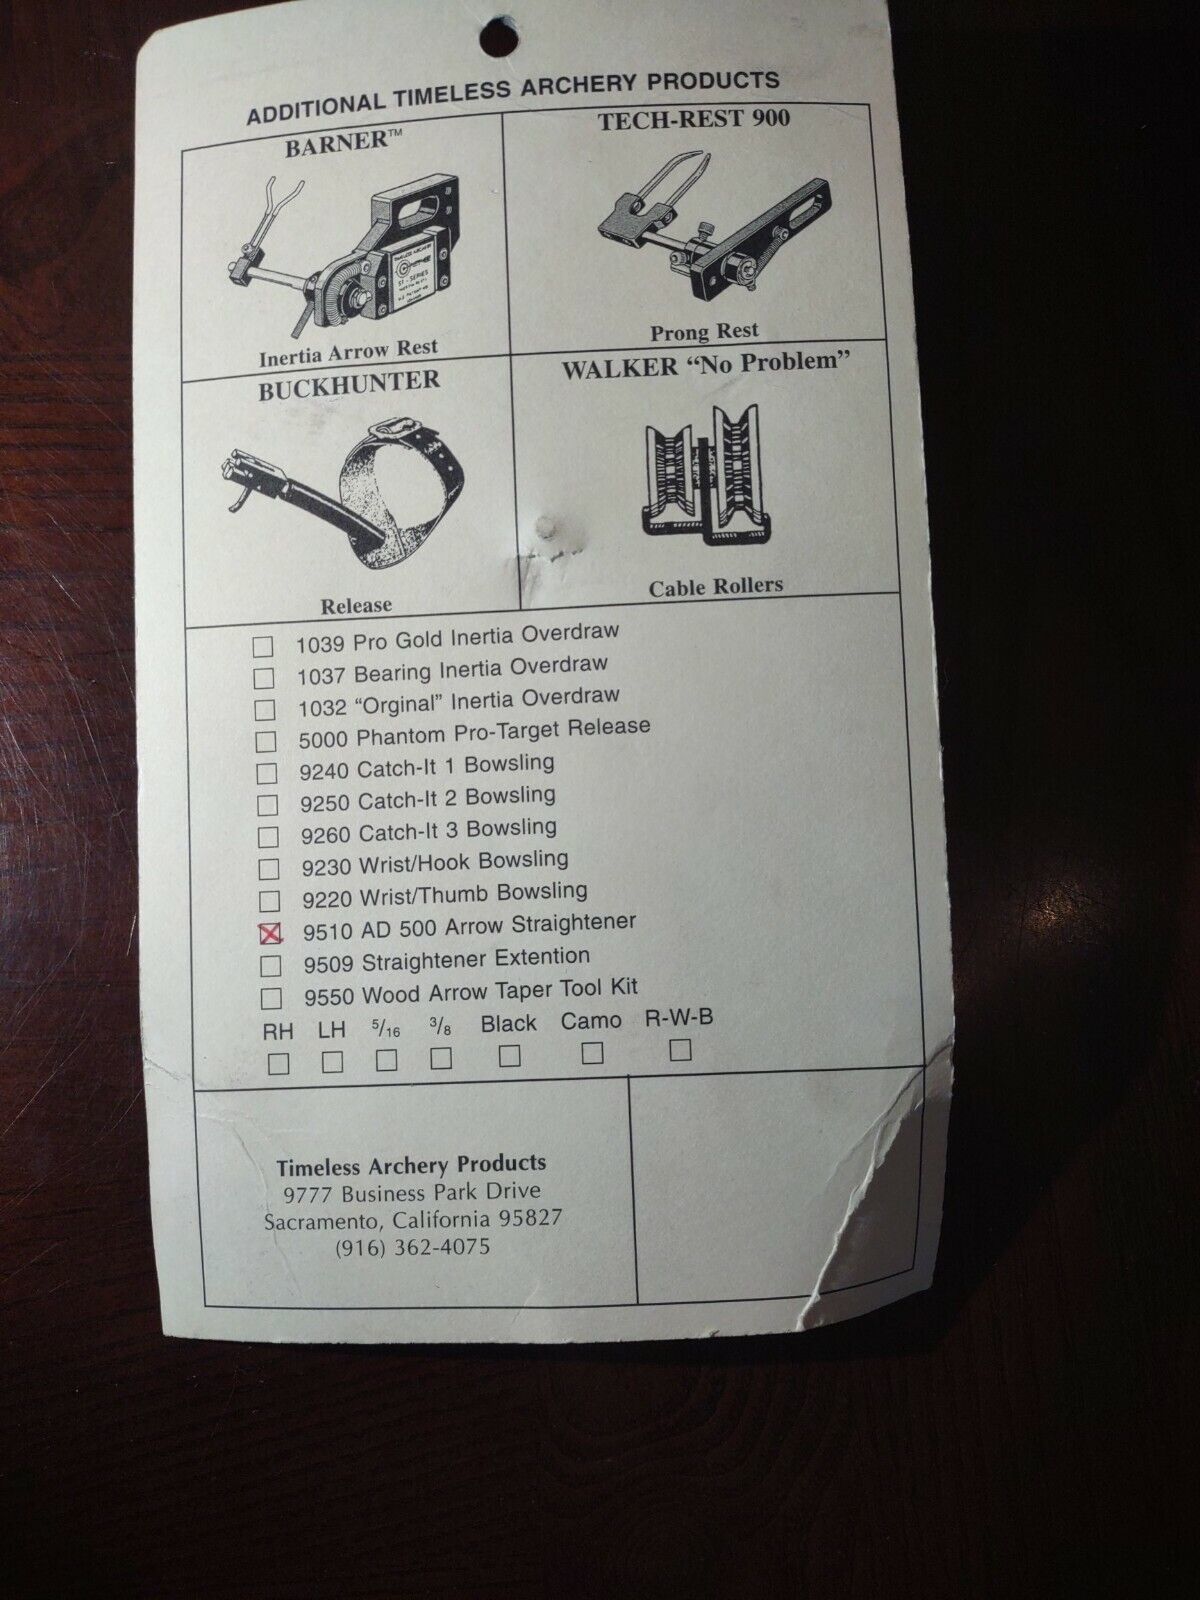 ADDITIONAL TIMELESS ARCHERY PRODUCTS
BARNER™
Inertia Arrow Rest
TECH-REST 900
Prong Rest
BUCKHUNTER
Release
WALKER “No Problem”
Cable Rollers
1039 Pro Gold Inertia Overdraw
1037 Bearing Inertia Overdraw
1032 “Orginal” Inertia Overdraw
5000 Phantom Pro-Target Release
9240 Catch-It 1 Bowsling
9250 Catch-It 2 Bowsling
9260 Catch-It 3 Bowsling
9230 Wrist/Hook Bowsling
9220 Wrist/Thumb Bowsling
9510 AD 500 Arrow Straightener
9509 Straightener Extention
9550 Wood Arrow Taper Tool Kit
RH LH 5/16 3/8 Black Camo R-W-B
Timeless Archery Products
9777 Business Park Drive
Sacramento, California 95827
(916) 362-4075